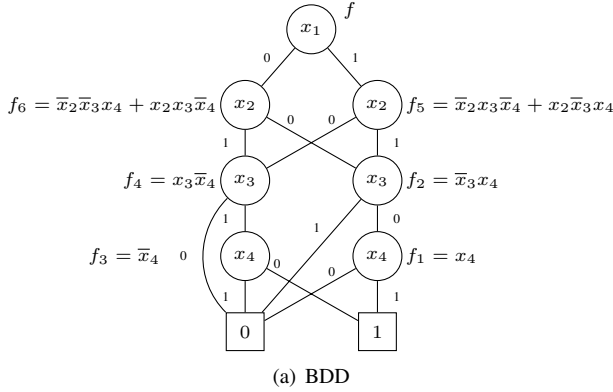 f
x₁
0 1
f₆ = x̅₂x̅₃x₄ + x₂x₃x̅₄ x₂ x₂ f₅ = x̅₂x₃x̅₄ + x₂x̅₃x₄
0 0
1 1
f₄ = x₃x̅₄ x₃ x₃ f₂ = x̅₃x₄
1 1 0
f₃ = x̅₄ 0 x₄ 0 0 x₄ f₁ = x₄
1 1
0 1
(a) BDD